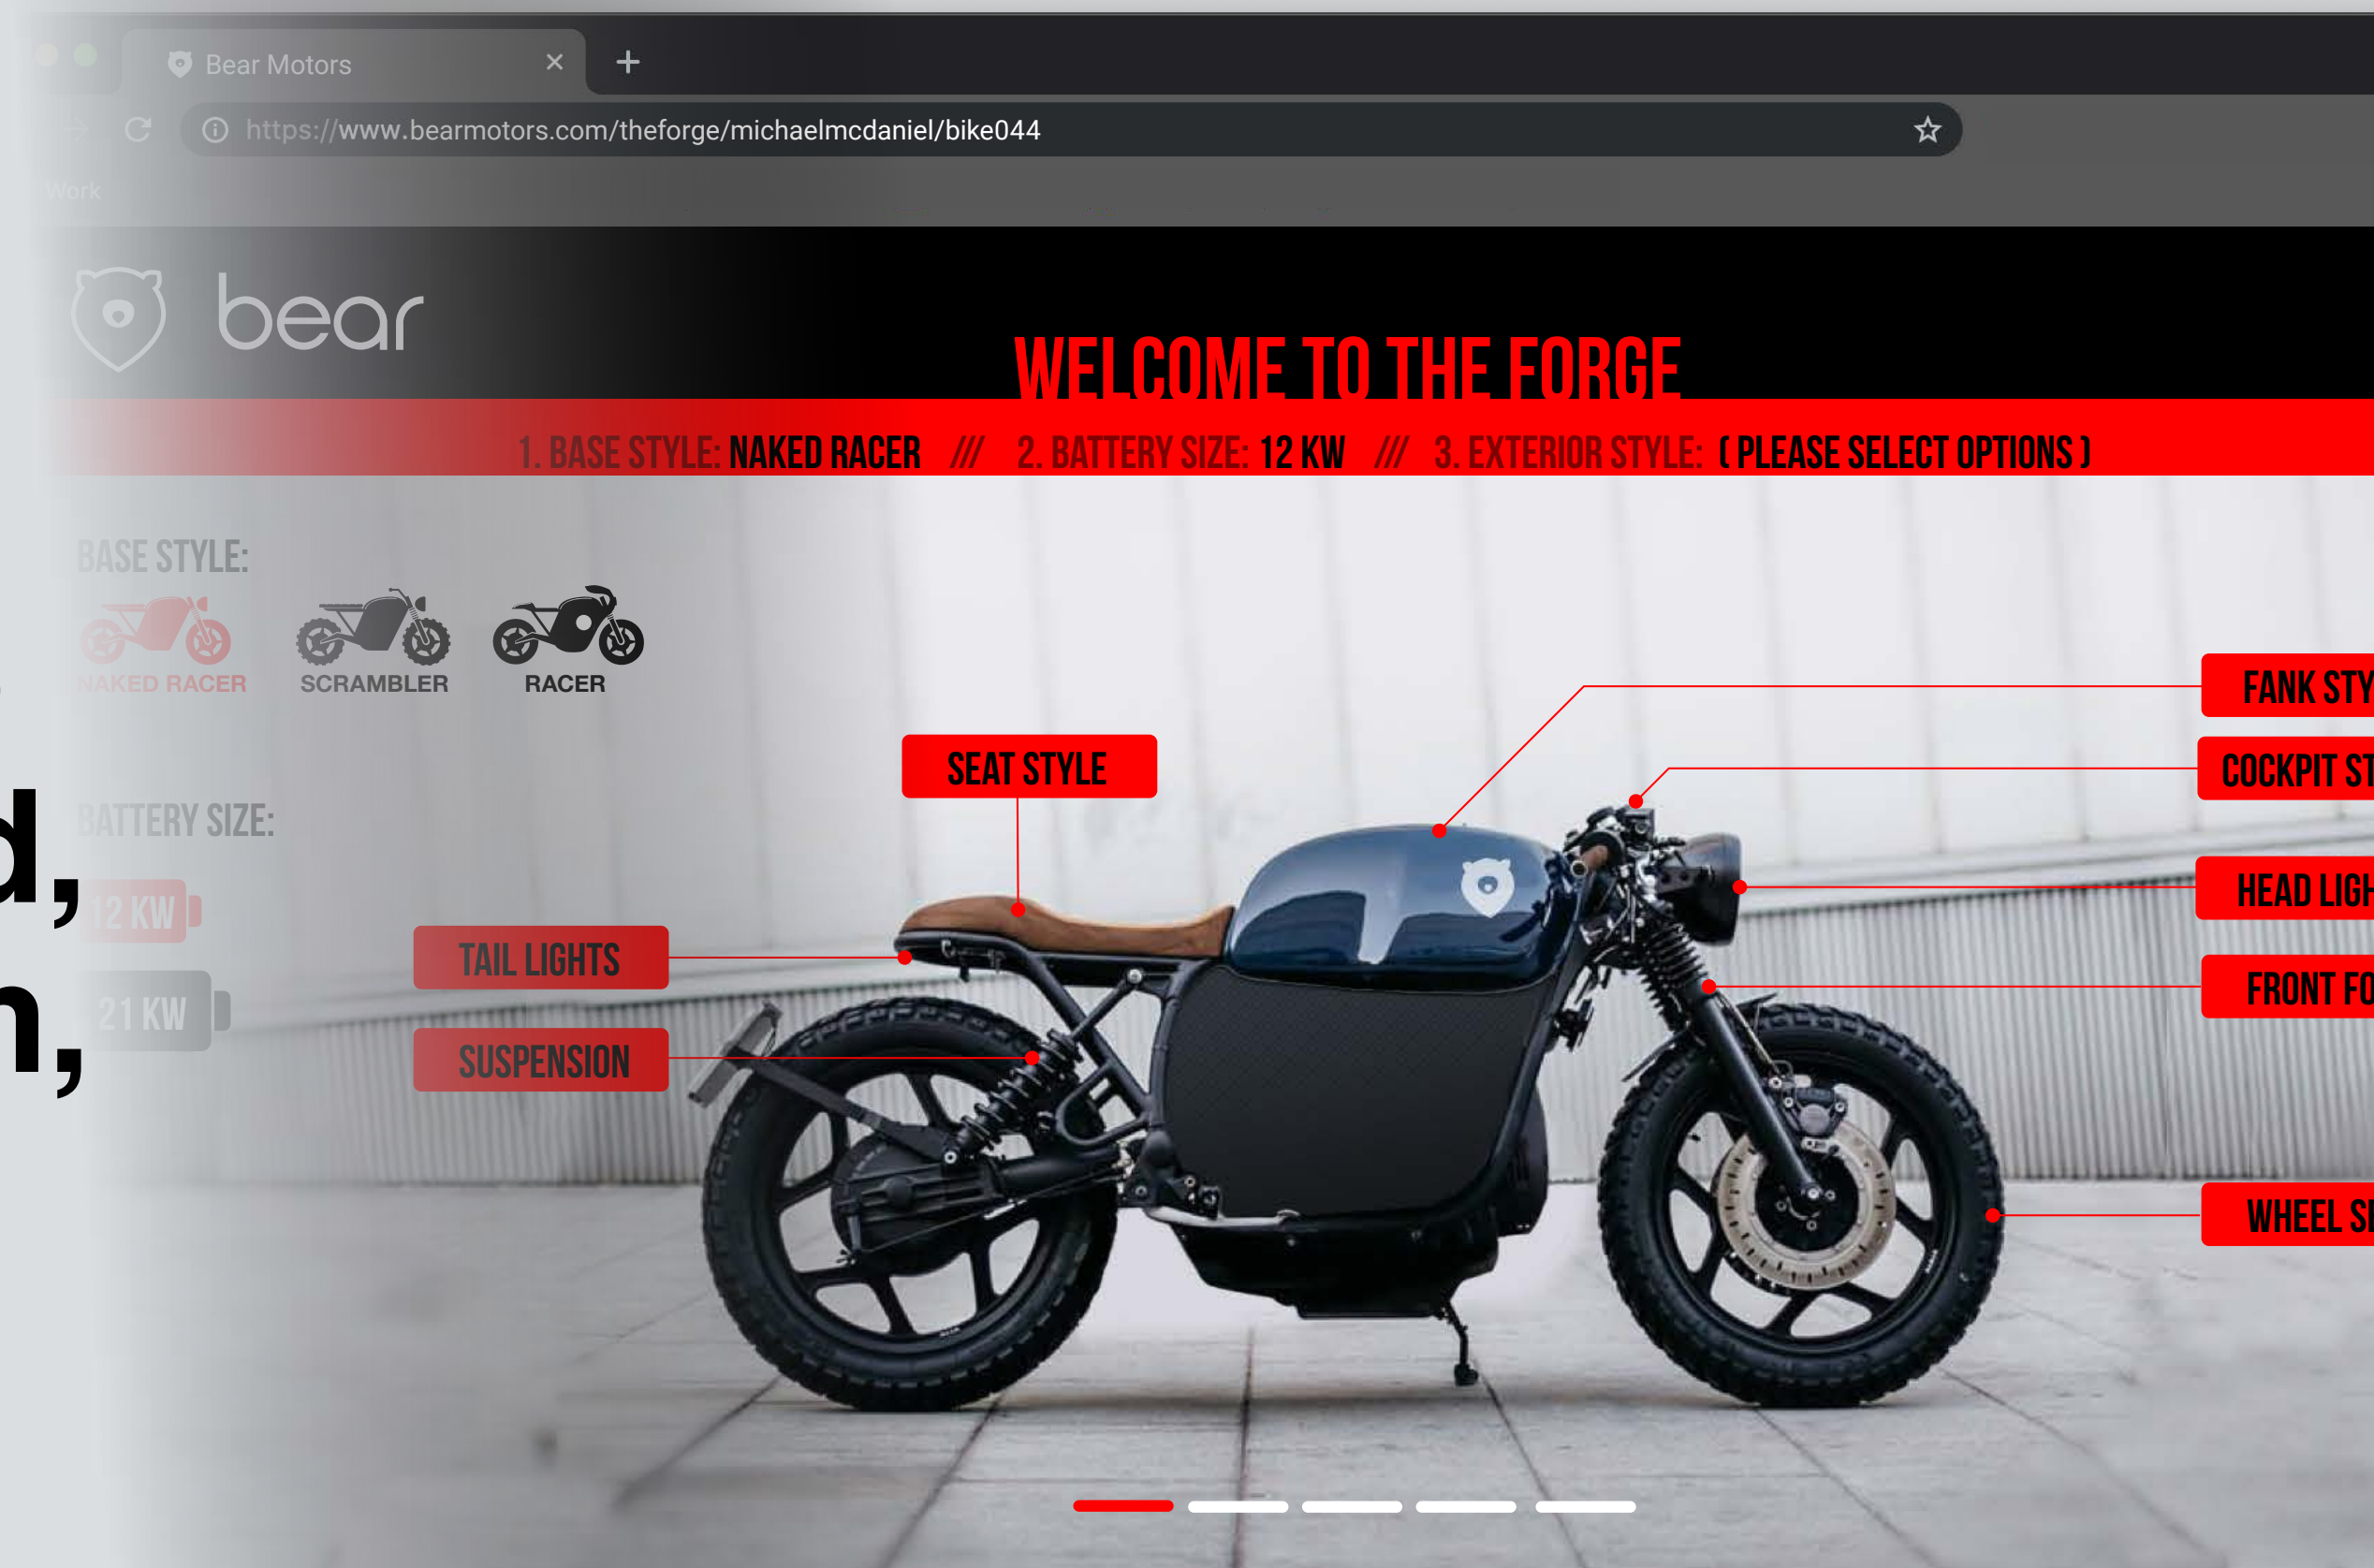 Bear Motors
https://www.bearmotors.com/theforge/michaelmcdaniel/bike044
Work
bear
WELCOME TO THE FORGE
1. BASE STYLE: NAKED RACER /// 2. BATTERY SIZE: 12 KW /// 3. EXTERIOR STYLE: ( PLEASE SELECT OPTIONS )
BASE STYLE:
NAKED RACER
SCRAMBLER
RACER
FANK STY
SEAT STYLE
COCKPIT ST
BATTERY SIZE:
d,
12 KW
HEAD LIGH
TAIL LIGHTS
21 KW
FRONT FO
n,
SUSPENSION
WHEEL S